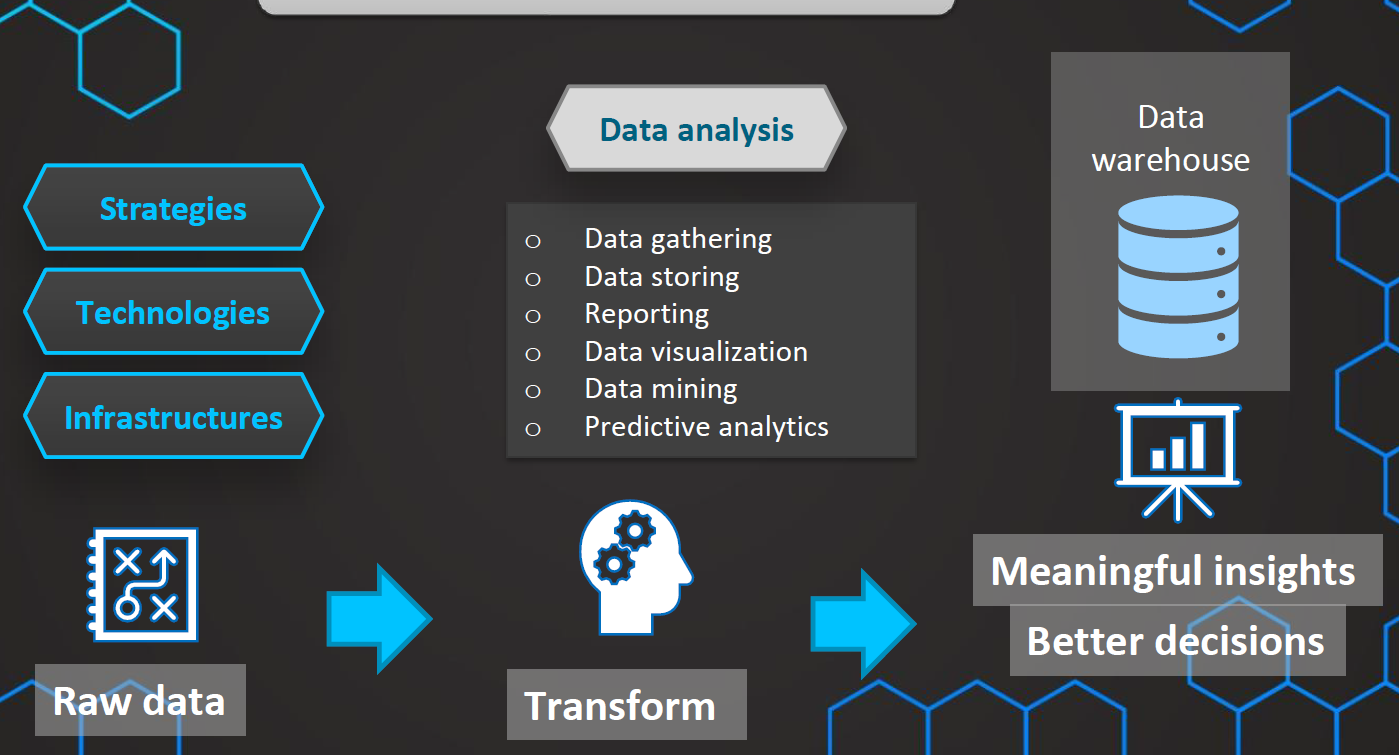 Strategies
Technologies
Infrastructures
Raw data
Data analysis
o Data gathering
o Data storing
o Reporting
o Data visualization
o Data mining
o Predictive analytics
Transform
Data
warehouse
Meaningful insights
Better decisions